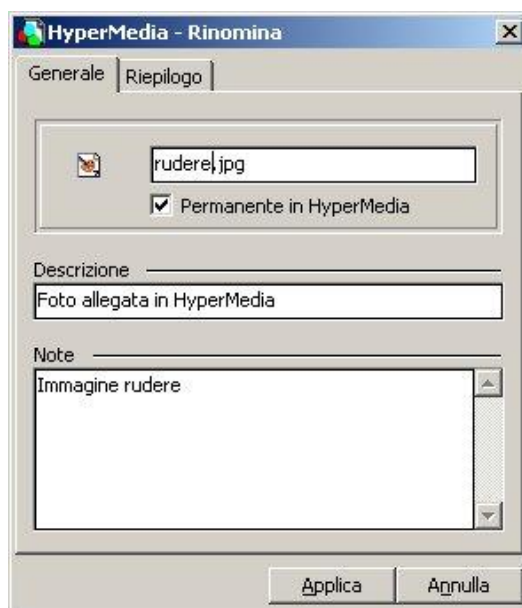 HyperMedia - Rinomina
Generale Riepilogo
rudere.jpg
Permanente in HyperMedia
Descrizione
Foto allegata in HyperMedia
Note
Immagine rudere
Applica Annulla